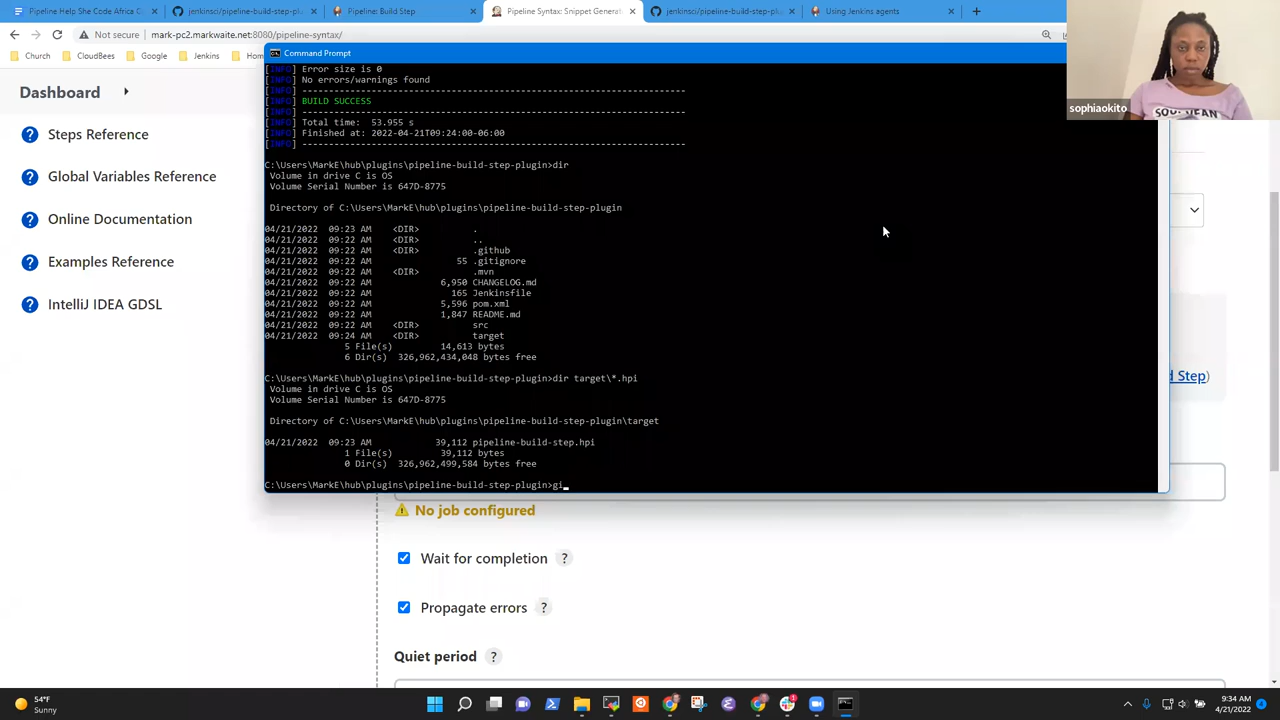 Pipeline Help She Code Africa C
jenkinsci/pipeline-build-step-plu
Pipeline: Build Step
Pipeline Syntax: Snippet Generat
jenkinsci/pipeline-build-step-plu
Using Jenkins agents
Not secure | mark-pc2.markwaite.net:8080/pipeline-syntax/
Church
CloudBees
Google
Jenkins
Hom
Command Prompt
sophiaokito
Dashboard
Steps Reference
Global Variables Reference
Online Documentation
Examples Reference
IntelliJ IDEA GDSL
[INFO] Error size is 0
[INFO] No errors/warnings found
[INFO] ------------------------------------------------------------------------
[INFO] BUILD SUCCESS
[INFO] ------------------------------------------------------------------------
[INFO] Total time:  53.955 s
[INFO] Finished at: 2022-04-21T09:24:00-06:00
[INFO] ------------------------------------------------------------------------
C:\Users\MarkE\hub\plugins\pipeline-build-step-plugin>dir
Volume in drive C is OS
Volume Serial Number is 647D-8775
Directory of C:\Users\MarkE\hub\plugins\pipeline-build-step-plugin
04/21/2022  09:23 AM    <DIR>          .
04/21/2022  09:22 AM    <DIR>          ..
04/21/2022  09:22 AM    <DIR>          .github
04/21/2022  09:22 AM                55 .gitignore
04/21/2022  09:22 AM    <DIR>          .mvn
04/21/2022  09:22 AM             6,950 CHANGELOG.md
04/21/2022  09:22 AM               165 Jenkinsfile
04/21/2022  09:22 AM             5,596 pom.xml
04/21/2022  09:22 AM             1,847 README.md
04/21/2022  09:22 AM    <DIR>          src
04/21/2022  09:24 AM    <DIR>          target
5 File(s)         14,613 bytes
6 Dir(s)  326,962,434,048 bytes free
C:\Users\MarkE\hub\plugins\pipeline-build-step-plugin>dir target\*.hpi
Volume in drive C is OS
Volume Serial Number is 647D-8775
Directory of C:\Users\MarkE\hub\plugins\pipeline-build-step-plugin\target
04/21/2022  09:23 AM            39,112 pipeline-build-step.hpi
1 File(s)         39,112 bytes
0 Dir(s)  326,962,499,584 bytes free
C:\Users\MarkE\hub\plugins\pipeline-build-step-plugin>gi_
d Step)
No job configured
Wait for completion ?
Propagate errors ?
Quiet period ?
54°F
Sunny
9:34 AM
4/21/2022